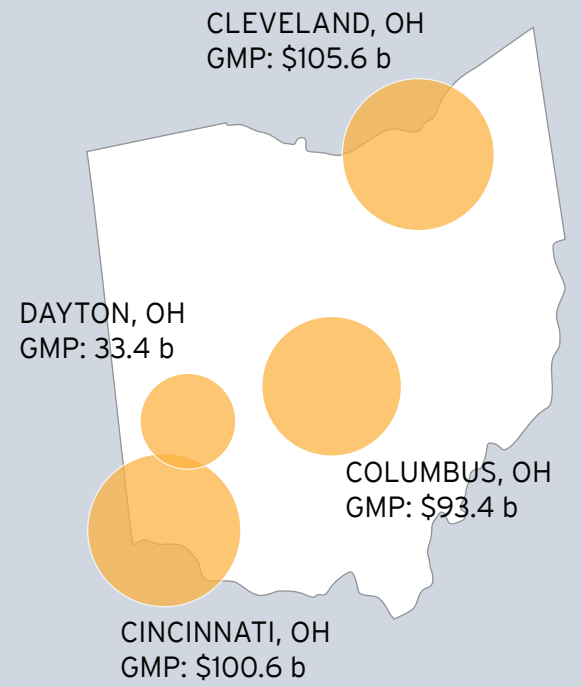 CLEVELAND, OH
GMP: $105.6 b
DAYTON, OH
GMP: 33.4 b
COLUMBUS, OH
GMP: $93.4 b
CINCINNATI, OH
GMP: $100.6 b